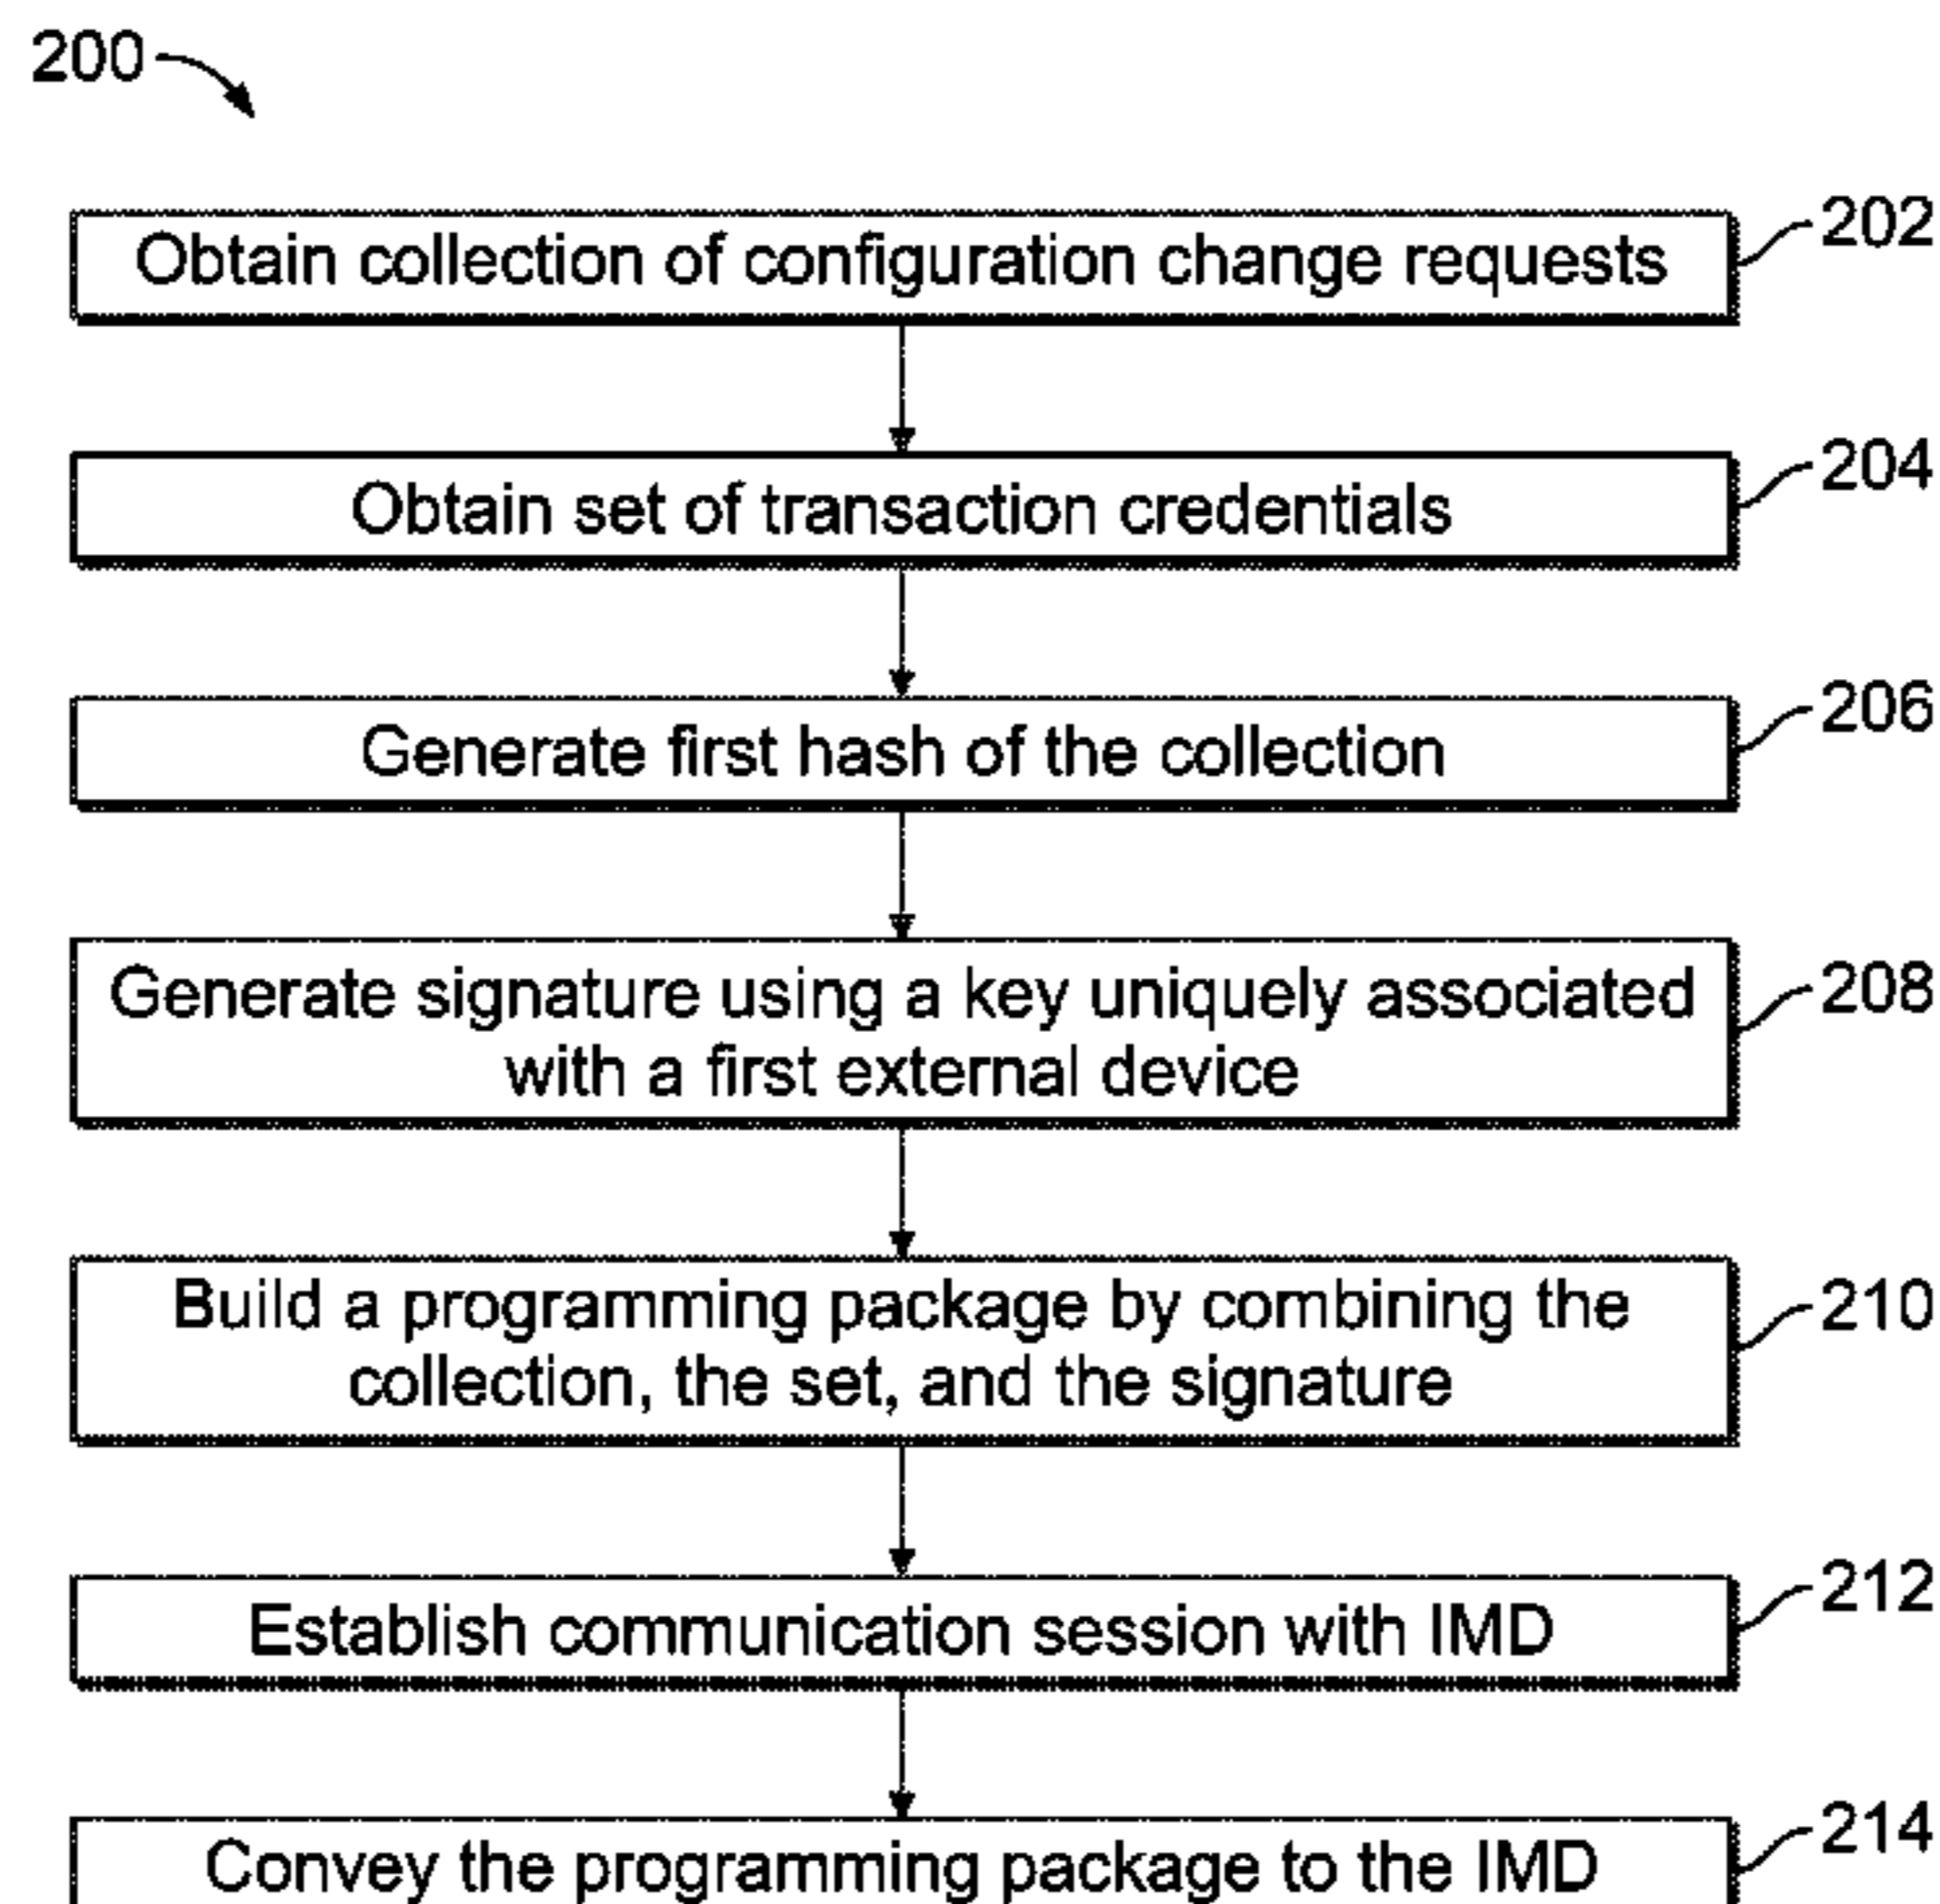 200
Obtain collection of configuration change requests
202
Obtain set of transaction credentials
204
Generate first hash of the collection
206
Generate signature using a key uniquely associated
with a first external device
208
Build a programming package by combining the
collection, the set, and the signature
210
Establish communication session with IMD
212
Convey the programming package to the IMD
214